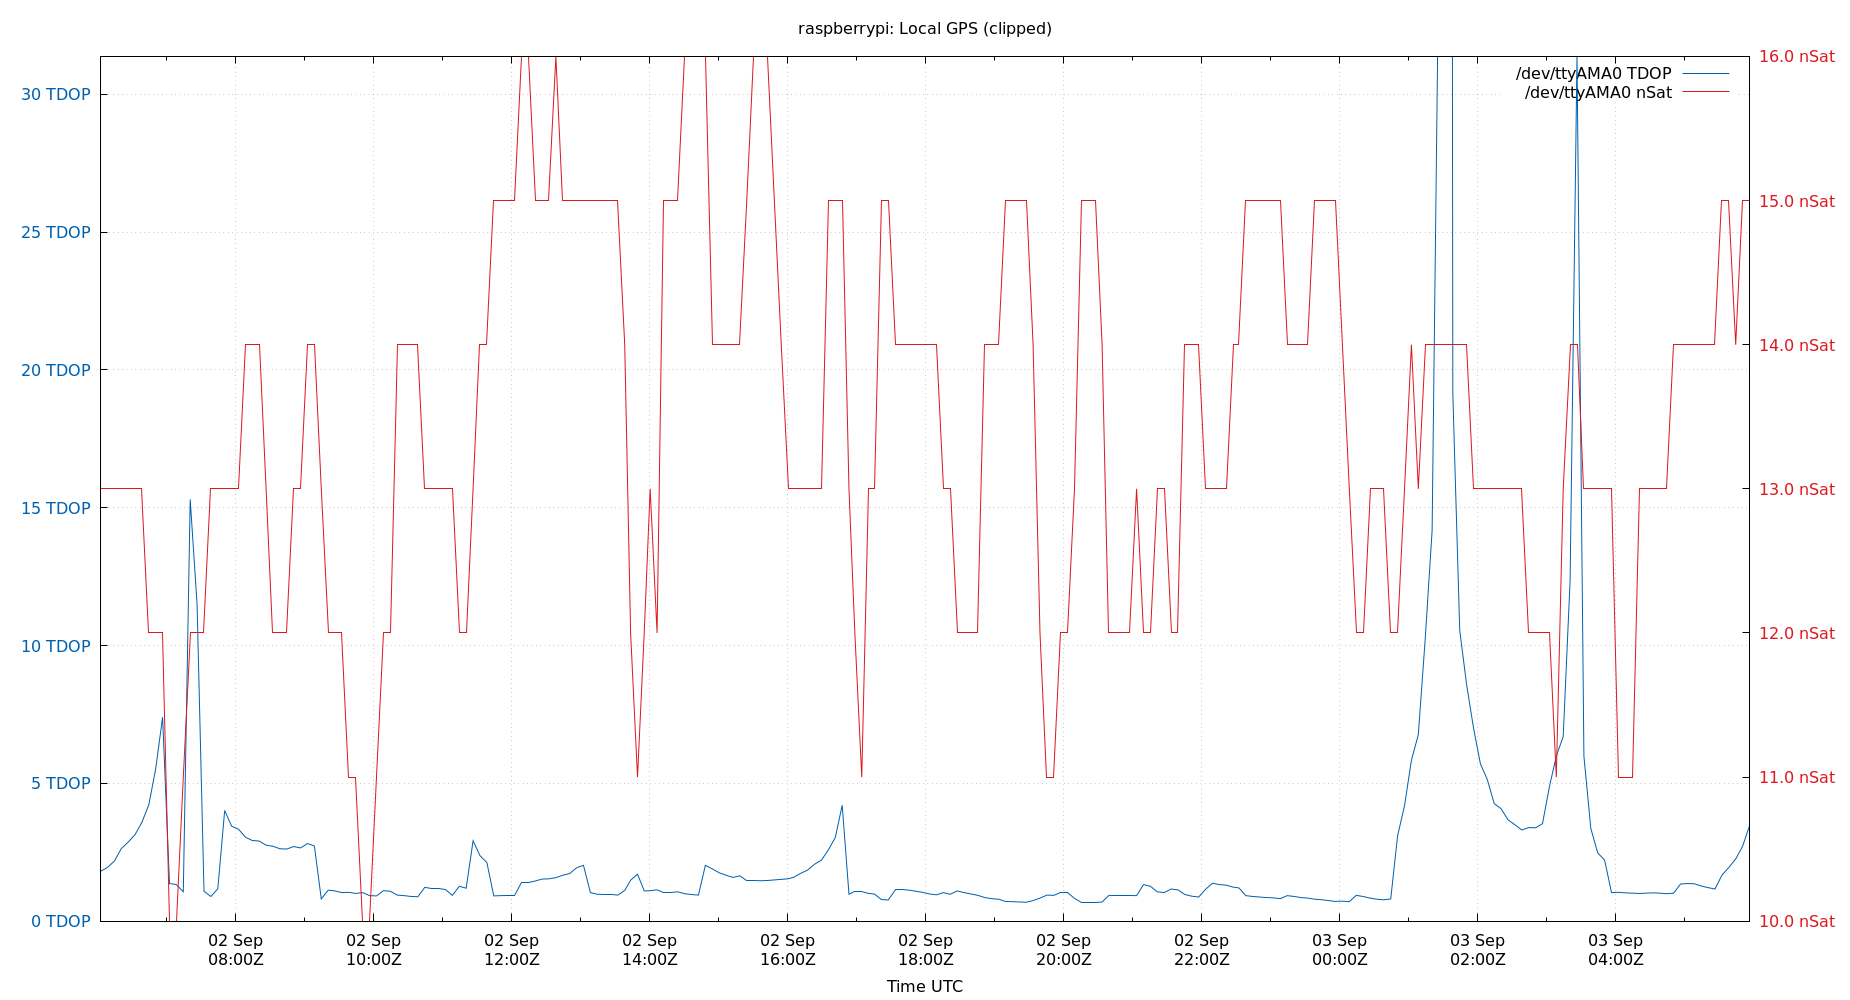 raspberrypi: Local GPS (clipped)
/dev/ttyAMA0 TDOP
/dev/ttyAMA0 nSat
30 TDOP
25 TDOP
20 TDOP
15 TDOP
10 TDOP
5 TDOP
0 TDOP
16.0 nSat
15.0 nSat
14.0 nSat
13.0 nSat
12.0 nSat
11.0 nSat
10.0 nSat
02 Sep
08:00Z
02 Sep
10:00Z
02 Sep
12:00Z
02 Sep
14:00Z
02 Sep
16:00Z
02 Sep
18:00Z
02 Sep
20:00Z
02 Sep
22:00Z
03 Sep
00:00Z
03 Sep
02:00Z
03 Sep
04:00Z
Time UTC